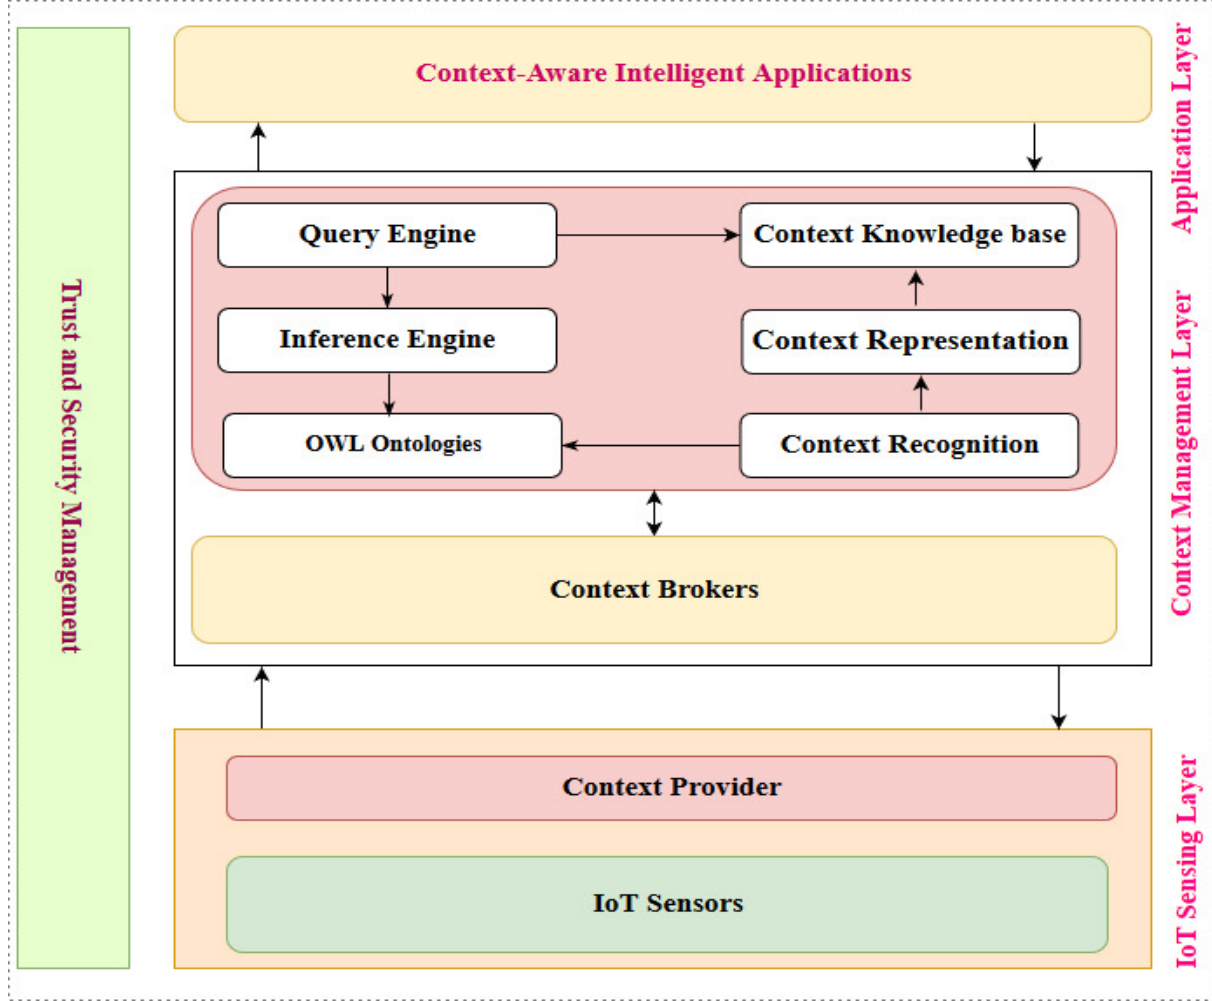 Context-Aware Intelligent Applications
Application Layer
Query Engine
Context Knowledge base
Inference Engine
Context Representation
OWL Ontologies
Context Recognition
Context Brokers
Context Management Layer
Trust and Security Management
Context Provider
IoT Sensors
IoT Sensing Layer